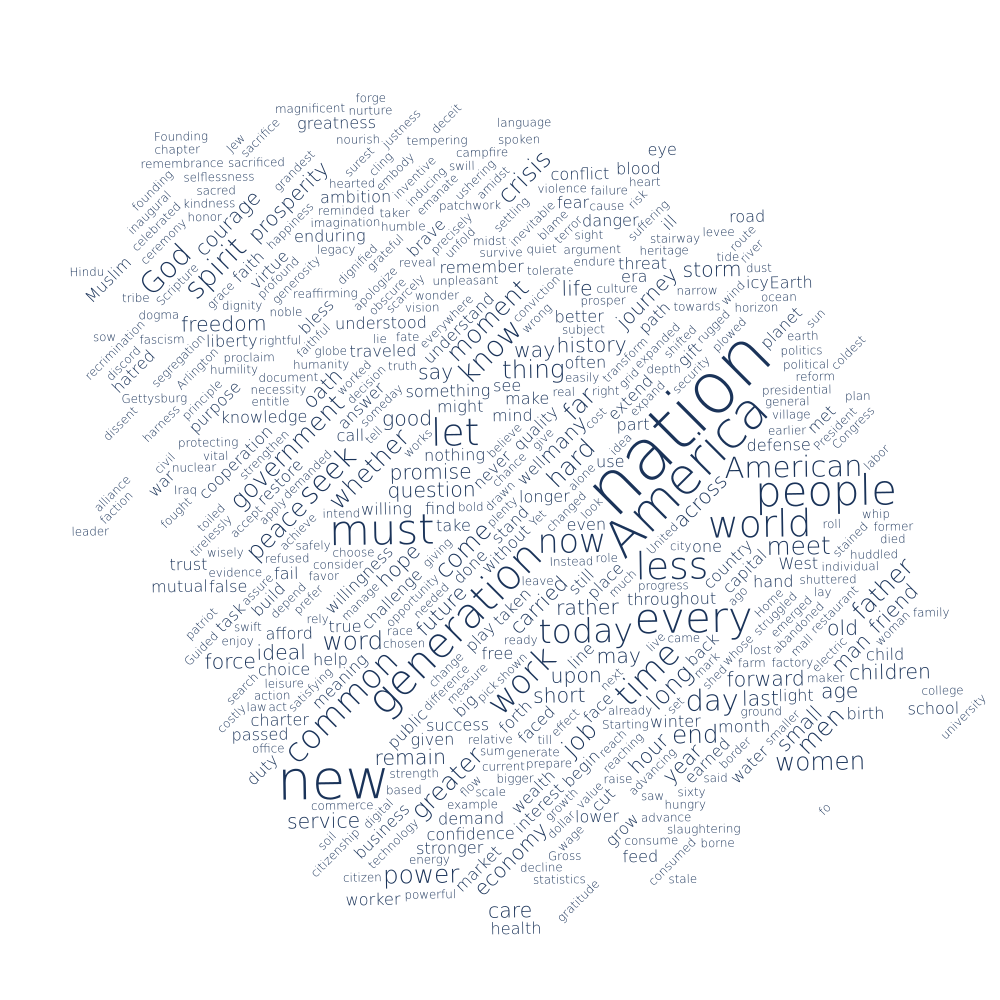 forge
magnificent nurture
greatness
deceit
language
Founding
chapter
Jew
sacrifice
nourish
surest
justness
tempering
spoken
remembrance sacrificed
grandest
cling
campfire
crisis
eye
selflessness
hearted
embody
inventive
swill
conflict blood
founding
sacred
prosperity
ambition
inducing
ushering
amidst
violence failure heart
inaugural
kindness
courage
reminded taker
emanate
patchwork
settling
fear cause risk
celebrated
honor
happiness
imagination humble
precisely
inevitable
blame
terror
danger
suffering
ill
road
ceremony
God
spirit
faith
enduring
legacy
grateful
brave
unfold
midst
quiet argument
sight
stairway levee
route
Hindu
Muslim
Scripture
grace
virtue
profound
generosity
dignified
apologize
reveal
survive
endure
heritage
river
tribe
reaffirming
obscure
scarcely
remember
unpleasant
tolerate
threat
storm
tide dust
dogma
dignity
noble
bless
wonder
vision
everywhere
moment
conviction
life culture
era
journey
narrow
wind
icy Earth
ocean
sow fascism
freedom
rightful
faithful
understood
understand
know
wrong
prosper
better
subject
path
towards horizon
sun
recrimination
discord
hatred
segregation
liberty
proclaim
globe
lie fate
traveled
truth
way history
transform
expanded
shifted
rugged
plowed
planet
earth
politics
Arlington
humility
humanity
document
oath
worked
decision
say
thing
often
easily
right
grid
depth
gift
security
nation
political
reform
coldest
Gettysburg
principle
necessity
entitle
answer
someday
something see
make real
far
extend
expand
presidential
general
plan
dissent
harness
purpose
knowledge
government
good
might
mind
quality
cost
part
America
village
earlier
met
President
Congress
protecting
cooperation
strengthen
call
tell
works
let
believe
chance
give
many
idea
defense
civil
vital
restore
demanded
whether
nothing
never
well
hard
use
across
American
labor
nuclear
war
apply
seek
promise
question
drawn
longer
alone
look
people
alliance
faction
Iraq
fought
toiled
accept
achieve
peace
intend
willing find bold
stand
Yet
changed
even
United
world
roll
whip
former
leader
tirelessly
must
take
come
without
now
city one
stained
died
wisely
safely
choose
giving
done
Instead role
less
country
meet
huddled
trust
evidence
refused
consider
willingness
hope
opportunity
needed
leave
still
place
much
progress
capital
West individual
mutual false
assure
fail favor
manage
challenge
future
taken
carried
throughout
ago
hand shuttered
father
patriot
swift
task
build
depend
prefer
rely
race
chosen
generation
play
rather
every
Home
struggled
emerged
lay
restaurant
friend
family
Guided
enjoy
afford
true
word
ready
today
live
came
whose
abandoned
lost
mall
old
man
woman
force ideal
choice
help
meaning
common
free
change
work
line
may
time
back
mark
shed
farm factory
electric
child
children
search
leisure
action
satisfying
difference
measure
pick
shown
upon
short
next
face
long
forward
maker
college
costly
law act
charter
public
big
forth
faced
effect
already
set
day last light age
birth
school
university
passed
office
success
given
relative
till
job
Starting winter
end
ground
month
smaller
small
men
duty
new
remain
strength
sum generate
current prepare
begin
reach
reaching
hour
year
earned
border
said
water
women
based
commerce
digital
greater
flow
scale
bigger
wealth
growth
value
raise
cut
advancing
saw
sixty
hungry
service
soil
citizenship
business
technology
example
demand
confidence
interest
dollar
lower
wage
grow
advance
slaughtering
fo
stronger
energy
market
economy
Gross
decline
statistics
consume
feed
consumed
borne
citizen
power
powerful
worker
stale
gratitude
care
health